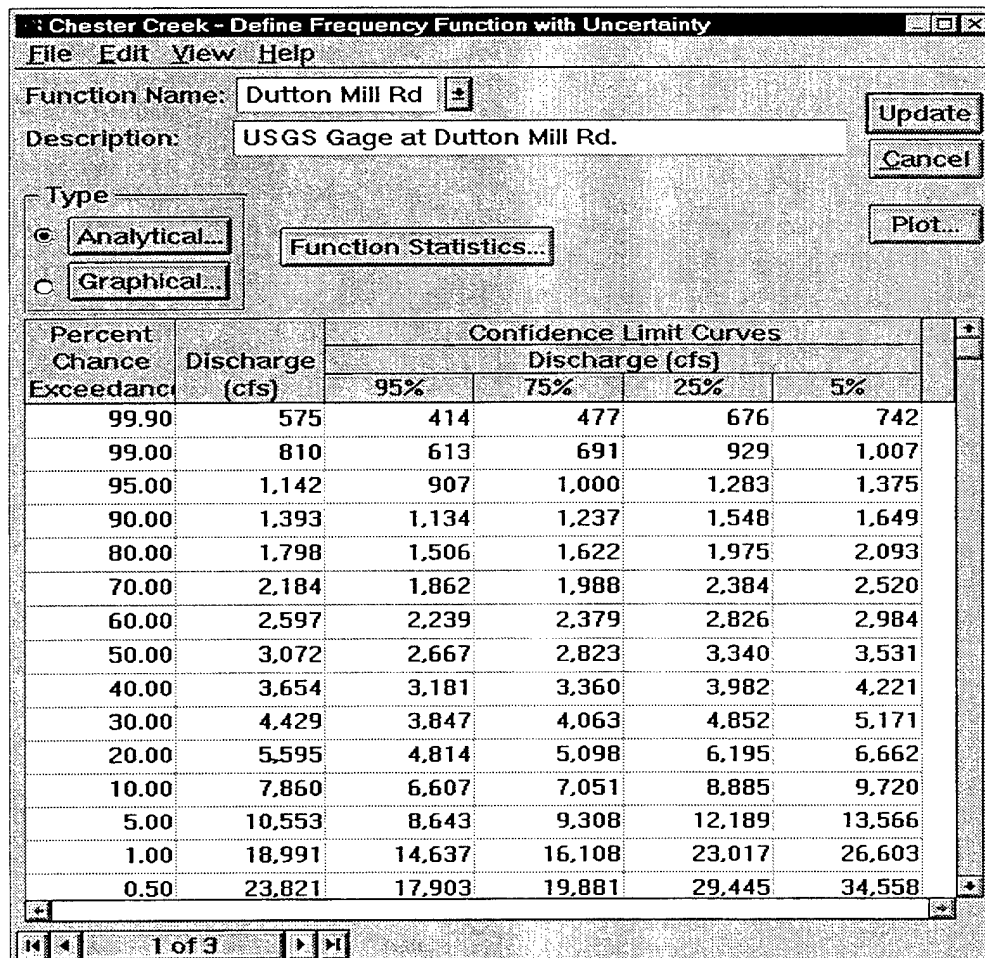 Chester Creek - Define Frequency Function with Uncertainty
File Edit View Help
Function Name: Dutton Mill Rd
Update
Description: USGS Gage at Dutton Mill Rd.
Cancel
Type
Analytical...
Function Statistics...
Plot...
Graphical...
Percent Chance Exceedanc
Discharge (cfs)
Confidence Limit Curves
Discharge (cfs)
95% 75% 25% 5%
99.90 575 414 477 676 742
99.00 810 613 691 929 1,007
95.00 1,142 907 1,000 1,283 1,375
90.00 1,393 1,134 1,237 1,548 1,649
80.00 1,798 1,506 1,622 1,975 2,093
70.00 2,184 1,862 1,988 2,384 2,520
60.00 2,597 2,239 2,379 2,826 2,984
50.00 3,072 2,667 2,823 3,340 3,531
40.00 3,654 3,181 3,360 3,982 4,221
30.00 4,429 3,847 4,063 4,852 5,171
20.00 5,595 4,814 5,098 6,195 6,662
10.00 7,860 6,607 7,051 8,885 9,720
5.00 10,553 8,643 9,308 12,189 13,566
1.00 18,991 14,637 16,108 23,017 26,603
0.50 23,821 17,903 19,881 29,445 34,558
1 of 3